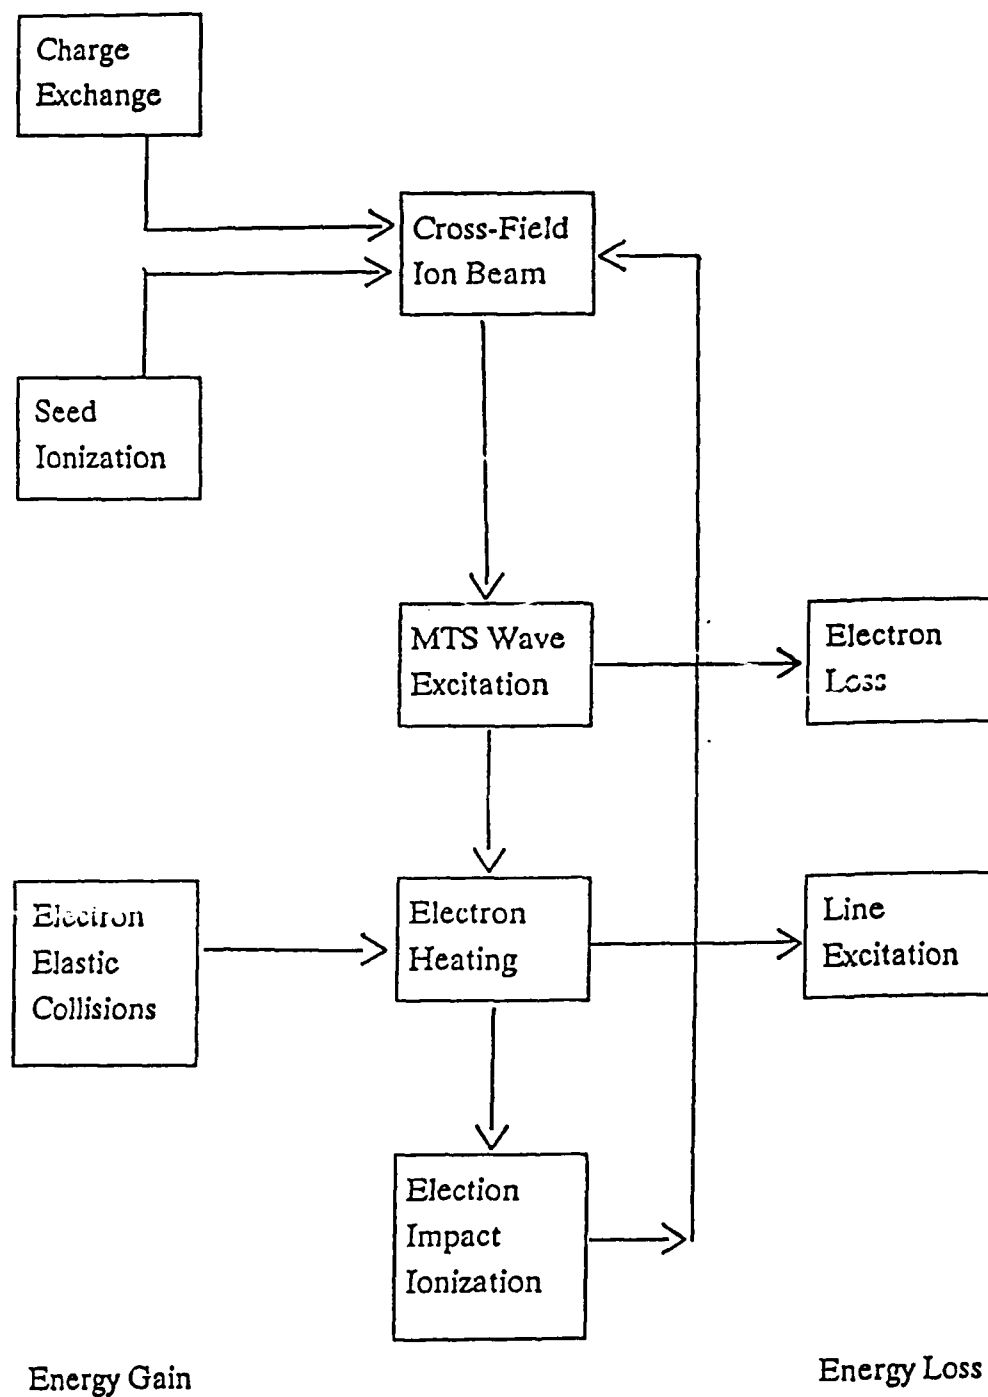 Charge
Exchange
Cross-Field
Ion Beam
Seed
Ionization
MTS Wave
Excitation
Electron
Loss
Electron
Elastic
Collisions
Electron
Heating
Line
Excitation
Election
Impact
Ionization
Energy Gain
Energy Loss